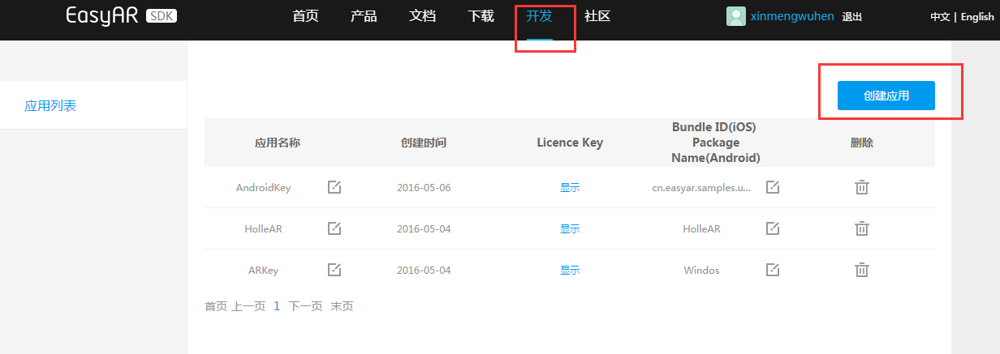 EasyAR SDK 首页 产品 文档 下载 开发 社区 xinmengwuhen 退出 中文 | English
应用列表
创建应用
应用名称 创建时间 Licence Key Bundle ID(iOS) Package Name(Android) 删除
AndroidKey 2016-05-06 显示 cn.easyar.samples.u...
HolleAR 2016-05-04 显示 HolleAR
ARKey 2016-05-04 显示 Windos
首页 上一页 1 下一页 末页